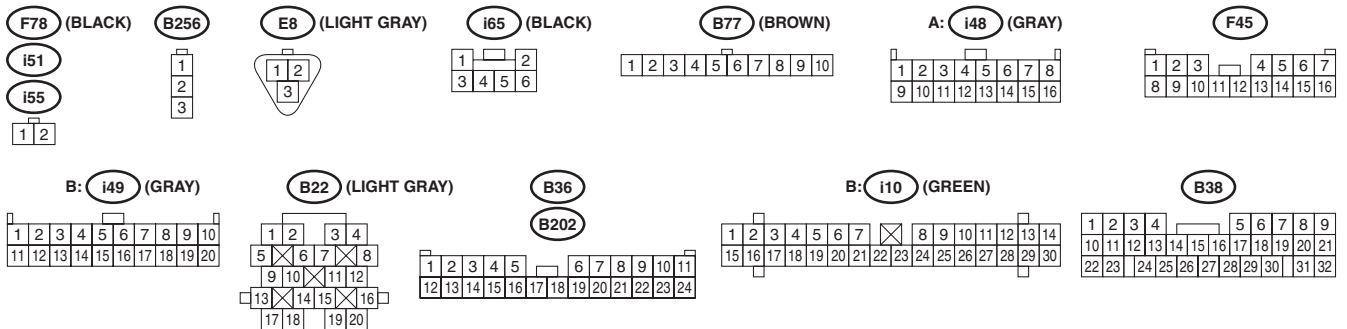 F78 (BLACK)
i51
i55
1 2
B256
1
2
3
E8 (LIGHT GRAY)
1 2
3
i65 (BLACK)
1 2
3 4 5 6
B77 (BROWN)
1 2 3 4 5 6 7 8 9 10
A: i48 (GRAY)
1 2 3 4 5 6 7 8
9 10 11 12 13 14 15 16
F45
1 2 3 4 5 6 7
8 9 10 11 12 13 14 15 16
B: i49 (GRAY)
1 2 3 4 5 6 7 8 9 10
11 12 13 14 15 16 17 18 19 20
B22 (LIGHT GRAY)
1 2 3 4
5 6 7 8
9 10 11 12
13 14 15 16
17 18 19 20
B36
B202
1 2 3 4 5 6 7 8 9 10 11
12 13 14 15 16 17 18 19 20 21 22 23 24
B: i10 (GREEN)
1 2 3 4 5 6 7 8 9 10 11 12 13 14
15 16 17 18 19 20 21 22 23 24 25 26 27 28 29 30
B38
1 2 3 4 5 6 7 8 9
10 11 12 13 14 15 16 17 18 19 20 21
22 23 24 25 26 27 28 29 30 31 32